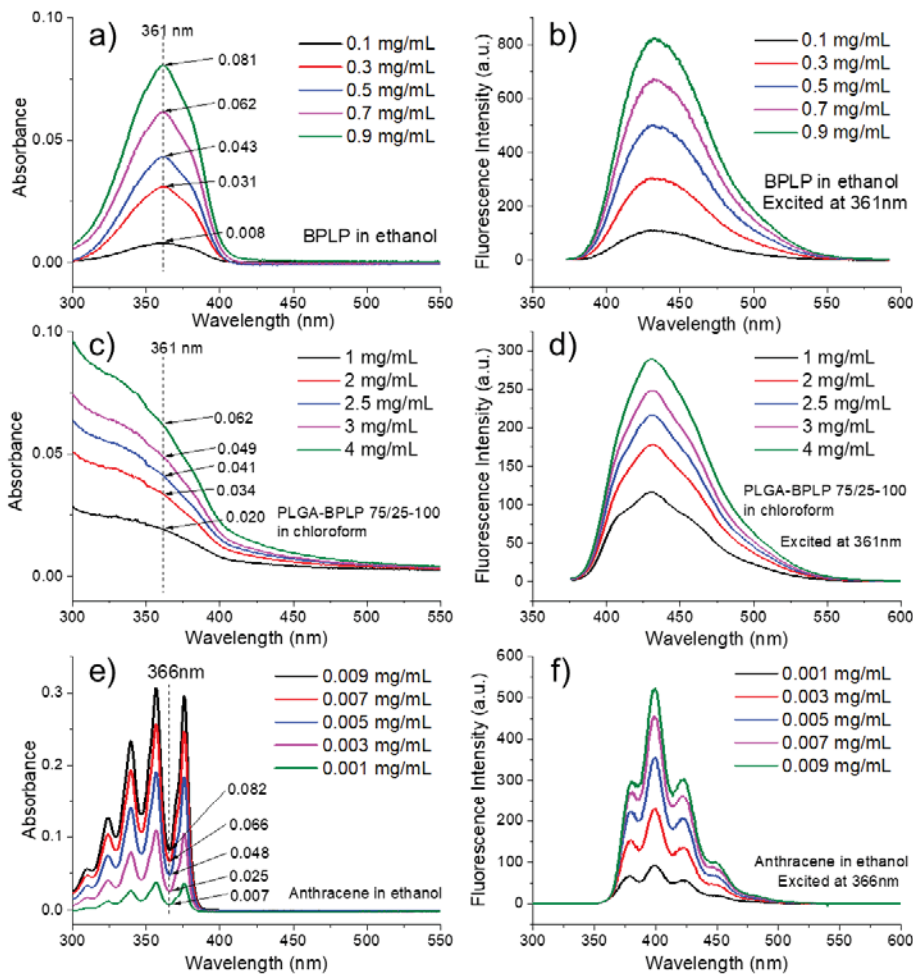 a)
361 nm
0.10
0.05
0.00
Absorbance
0.081
0.062
0.043
0.031
0.008
0.1 mg/mL
0.3 mg/mL
0.5 mg/mL
0.7 mg/mL
0.9 mg/mL
BPLP in ethanol
300 350 400 450 500 550
Wavelength (nm)
b)
800
700
600
500
400
300
200
100
0
Fluorescence Intensity (a.u.)
0.1 mg/mL
0.3 mg/mL
0.5 mg/mL
0.7 mg/mL
0.9 mg/mL
BPLP in ethanol
Excited at 361nm
350 400 450 500 550 600
Wavelength (nm)
c)
361 nm
0.10
0.05
0.00
Absorbance
0.062
0.049
0.041
0.034
0.020
1 mg/mL
2 mg/mL
2.5 mg/mL
3 mg/mL
4 mg/mL
PLGA-BPLP 75/25-100
in chloroform
300 350 400 450 500 550
Wavelength (nm)
d)
300
250
200
150
100
50
0
Fluorescence Intensity (a.u.)
1 mg/mL
2 mg/mL
2.5 mg/mL
3 mg/mL
4 mg/mL
PLGA-BPLP 75/25-100
in chloroform
Excited at 361nm
350 400 450 500 550 600
Wavelength (nm)
e)
366nm
0.3
0.2
0.1
0.0
Absorbance
0.009 mg/mL
0.007 mg/mL
0.005 mg/mL
0.003 mg/mL
0.001 mg/mL
0.082
0.066
0.048
0.025
0.007
Anthracene in ethanol
300 350 400 450 500 550
Wavelength (nm)
f)
600
500
400
300
200
100
0
Fluorescence Intensity (a.u.)
0.001 mg/mL
0.003 mg/mL
0.005 mg/mL
0.007 mg/mL
0.009 mg/mL
Anthracene in ethanol
Excited at 366nm
300 350 400 450 500 550 600
Wavelength (nm)